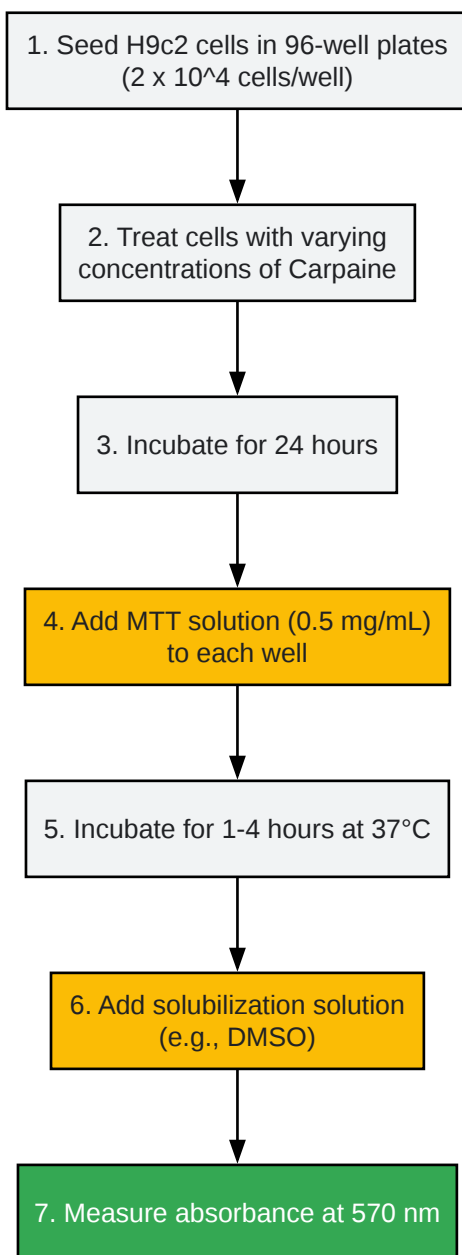 1. Seed H9c2 cells in 96-well plates
(2 x 10^4 cells/well)
2. Treat cells with varying
concentrations of Carpaine
3. Incubate for 24 hours
4. Add MTT solution (0.5 mg/mL)
to each well
5. Incubate for 1-4 hours at 37°C
6. Add solubilization solution
(e.g., DMSO)
7. Measure absorbance at 570 nm